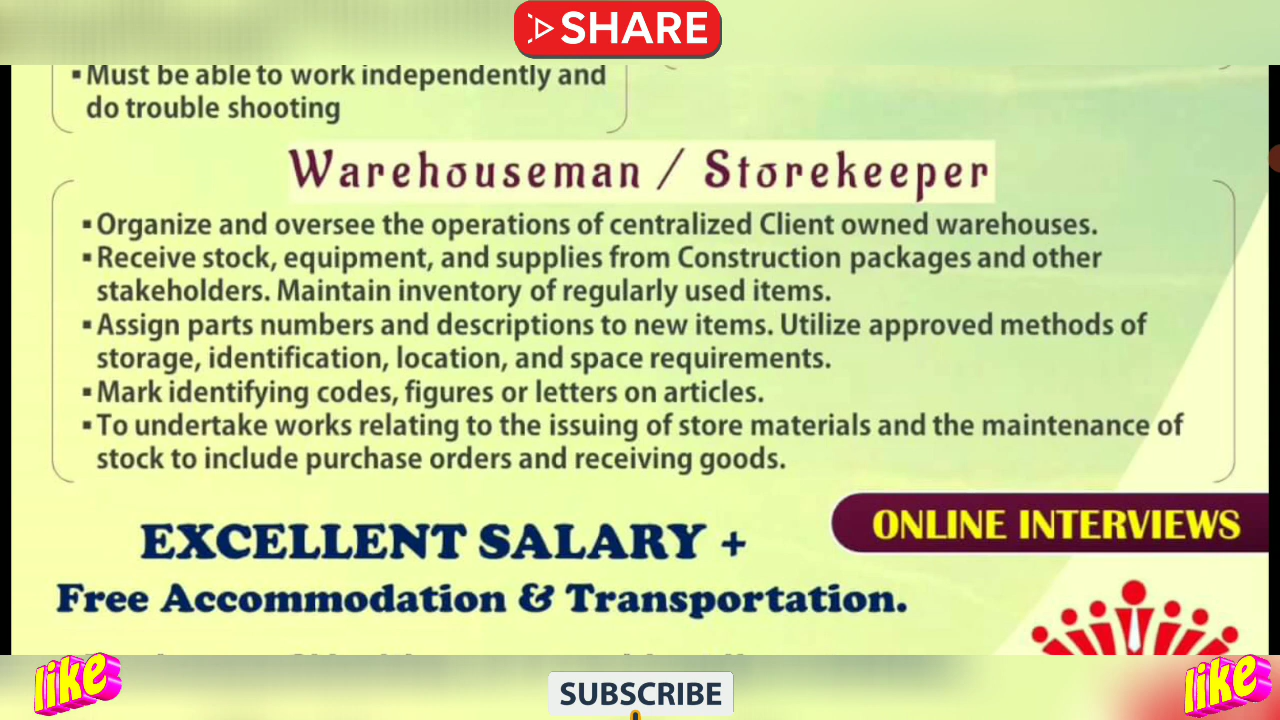 SHARE
▪ Must be able to work independently and
do trouble shooting
Warehouseman / Storekeeper
▪ Organize and oversee the operations of centralized Client owned warehouses.
▪ Receive stock, equipment, and supplies from Construction packages and other
stakeholders. Maintain inventory of regularly used items.
▪ Assign parts numbers and descriptions to new items. Utilize approved methods of
storage, identification, location, and space requirements.
▪ Mark identifying codes, figures or letters on articles.
▪ To undertake works relating to the issuing of store materials and the maintenance of
stock to include purchase orders and receiving goods.
ONLINE INTERVIEWS
EXCELLENT SALARY +
Free Accommodation & Transportation.
like
SUBSCRIBE
like